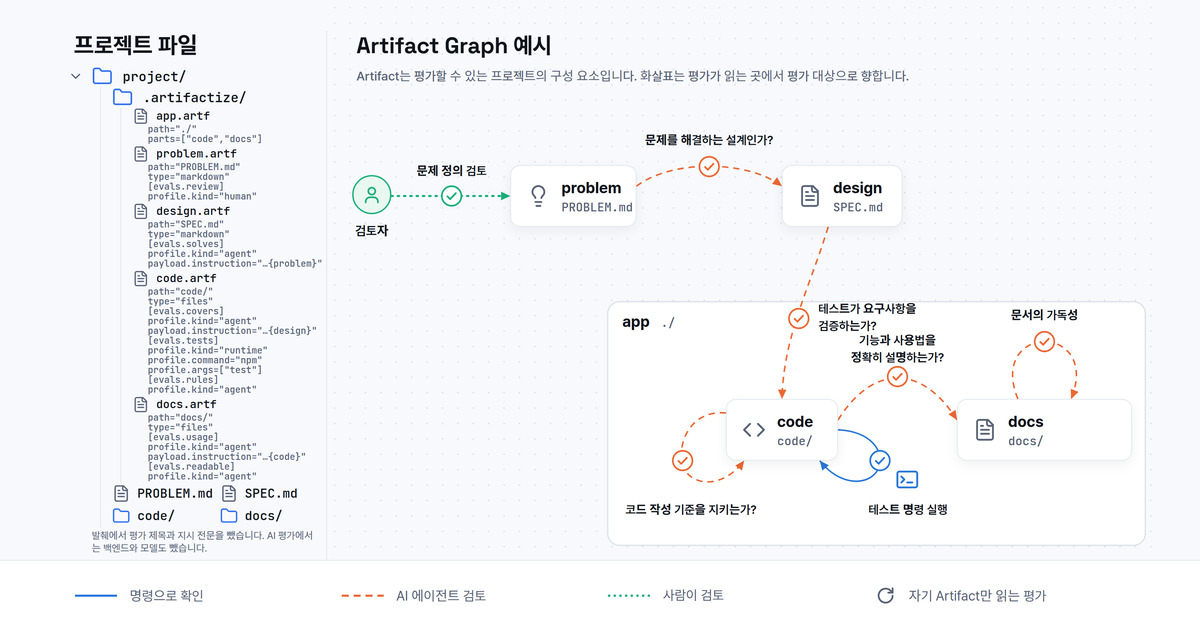 프로젝트 파일
project/
.artifactize/
app.artf
path="./"
parts=["code","docs"]
problem.artf
path="PROBLEM.md"
type="markdown"
[evals.review]
profile.kind="human"
design.artf
path="SPEC.md"
type="markdown"
[evals.solves]
profile.kind="agent"
payload.instruction="…{problem}"
code.artf
path="code/"
type="files"
[evals.covers]
profile.kind="agent"
payload.instruction="…{design}"
[evals.tests]
profile.kind="runtime"
profile.command="npm"
profile.args=["test"]
[evals.rules]
profile.kind="agent"
docs.artf
path="docs/"
type="files"
[evals.usage]
profile.kind="agent"
payload.instruction="…{code}"
[evals.readable]
profile.kind="agent"
PROBLEM.md SPEC.md
code/ docs/
발췌에서 평가 제목과 지시 전문을 뺐습니다. AI 평가에서
는 백엔드와 모델도 뺐습니다.
Artifact Graph 예시
Artifact는 평가할 수 있는 프로젝트의 구성 요소입니다. 화살표는 평가가 읽는 곳에서 평가 대상으로 향합니다.
문제를 해결하는 설계인가?
문제 정의 검토
검토자
problem
PROBLEM.md
design
SPEC.md
app ./
테스트가 요구사항을
검증하는가?
기능과 사용법을
정확히 설명하는가?
문서의 가독성
code
code/
docs
docs/
코드 작성 기준을 지키는가?
테스트 명령 실행
명령으로 확인
AI 에이전트 검토
사람이 검토
자기 Artifact만 읽는 평가